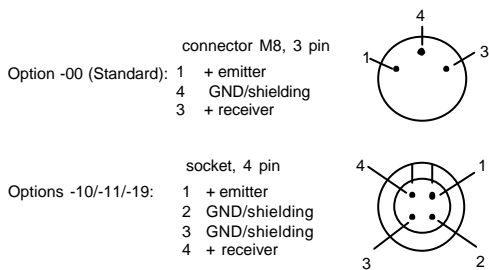 connector M8, 3 pin
Option -00 (Standard): 1 + emitter
4 GND/shielding
3 + receiver
4
1
3
socket, 4 pin
Options -10/-11/-19: 1 + emitter
2 GND/shielding
3 GND/shielding
4 + receiver
4
1
3
2